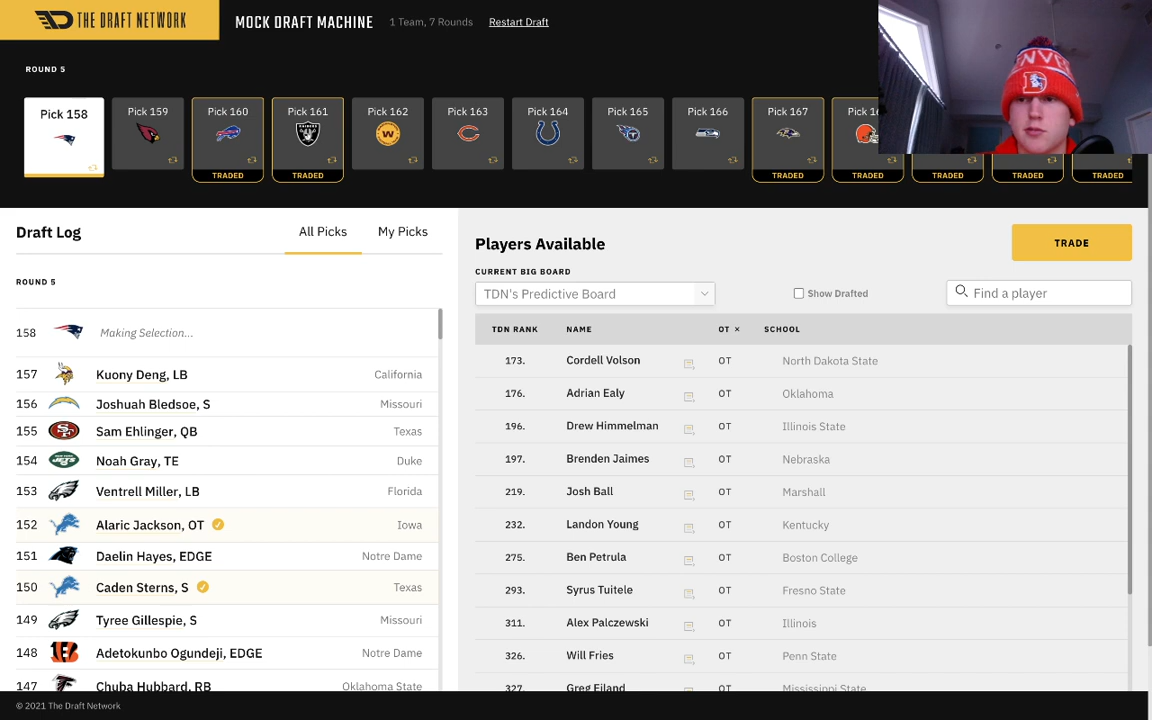 THE DRAFT NETWORK
MOCK DRAFT MACHINE 1 Team, 7 Rounds Restart Draft
ROUND 5
Pick 158 Pick 159 Pick 160 Pick 161 Pick 162 Pick 163 Pick 164 Pick 165 Pick 166 Pick 167
W
TRADED TRADED TRADED TRADED TRADED TRADED TRADED
Draft Log All Picks My Picks
ROUND 5
158 Making Selection...
157 Kuony Deng, LB California
156 Joshuah Bledsoe, S Missouri
155 Sam Ehlinger, QB Texas
154 Noah Gray, TE Duke
153 Ventrell Miller, LB Florida
152 Alaric Jackson, OT Iowa
151 Daelin Hayes, EDGE Notre Dame
150 Caden Sterns, S Texas
149 Tyree Gillespie, S Missouri
148 Adetokunbo Ogundeji, EDGE Notre Dame
147 Chuba Hubbard, RB Oklahoma State
Players Available TRADE
CURRENT BIG BOARD
TDN's Predictive Board Show Drafted Find a player
TDN RANK NAME OT × SCHOOL
173. Cordell Volson OT North Dakota State
176. Adrian Ealy OT Oklahoma
196. Drew Himmelman OT Illinois State
197. Brenden Jaimes OT Nebraska
219. Josh Ball OT Marshall
232. Landon Young OT Kentucky
275. Ben Petrula OT Boston College
293. Syrus Tuitele OT Fresno State
311. Alex Palczewski OT Illinois
326. Will Fries OT Penn State
327. Greg Eiland OT Mississippi State
© 2021 The Draft Network